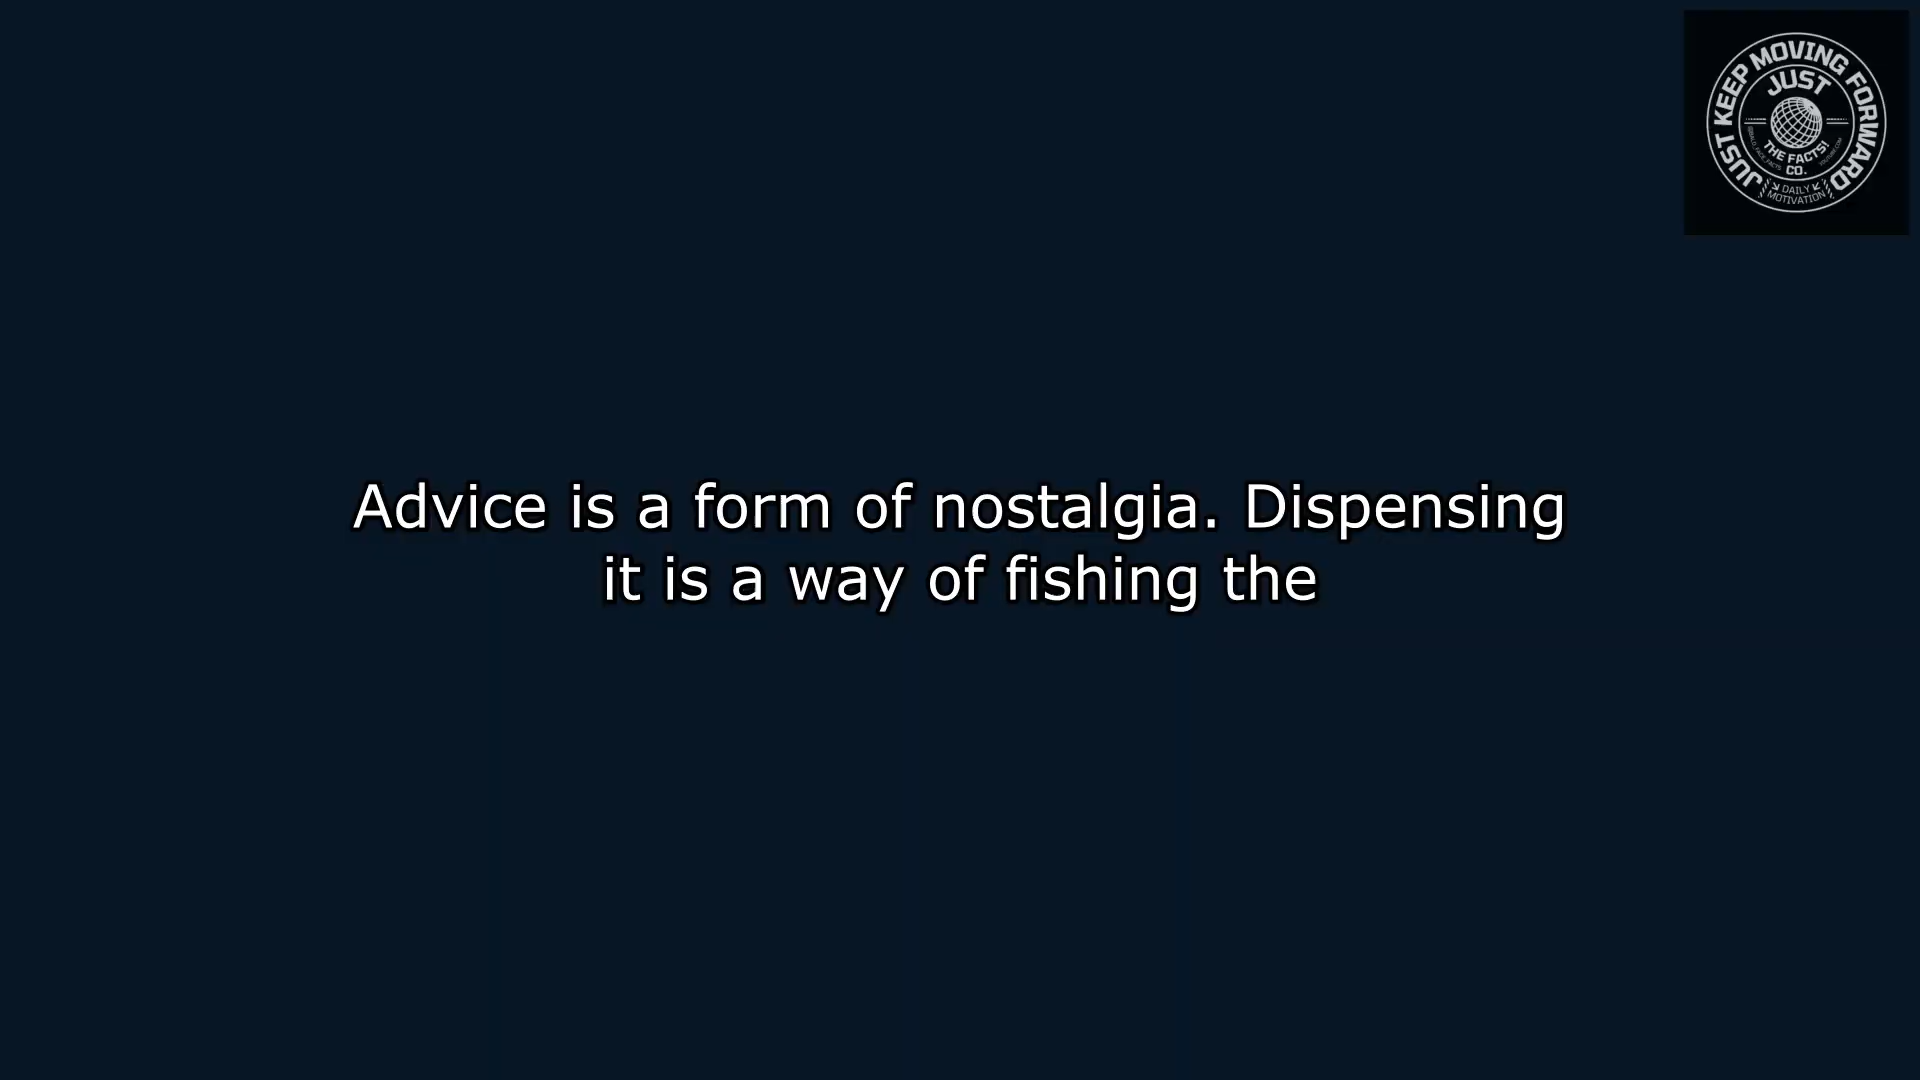 Advice is a form of nostalgia. Dispensing
it is a way of fishing the
JUST KEEP MOVING FORWARD
JUST
THE FACTS!
CO.
DAILY
MOTIVATION